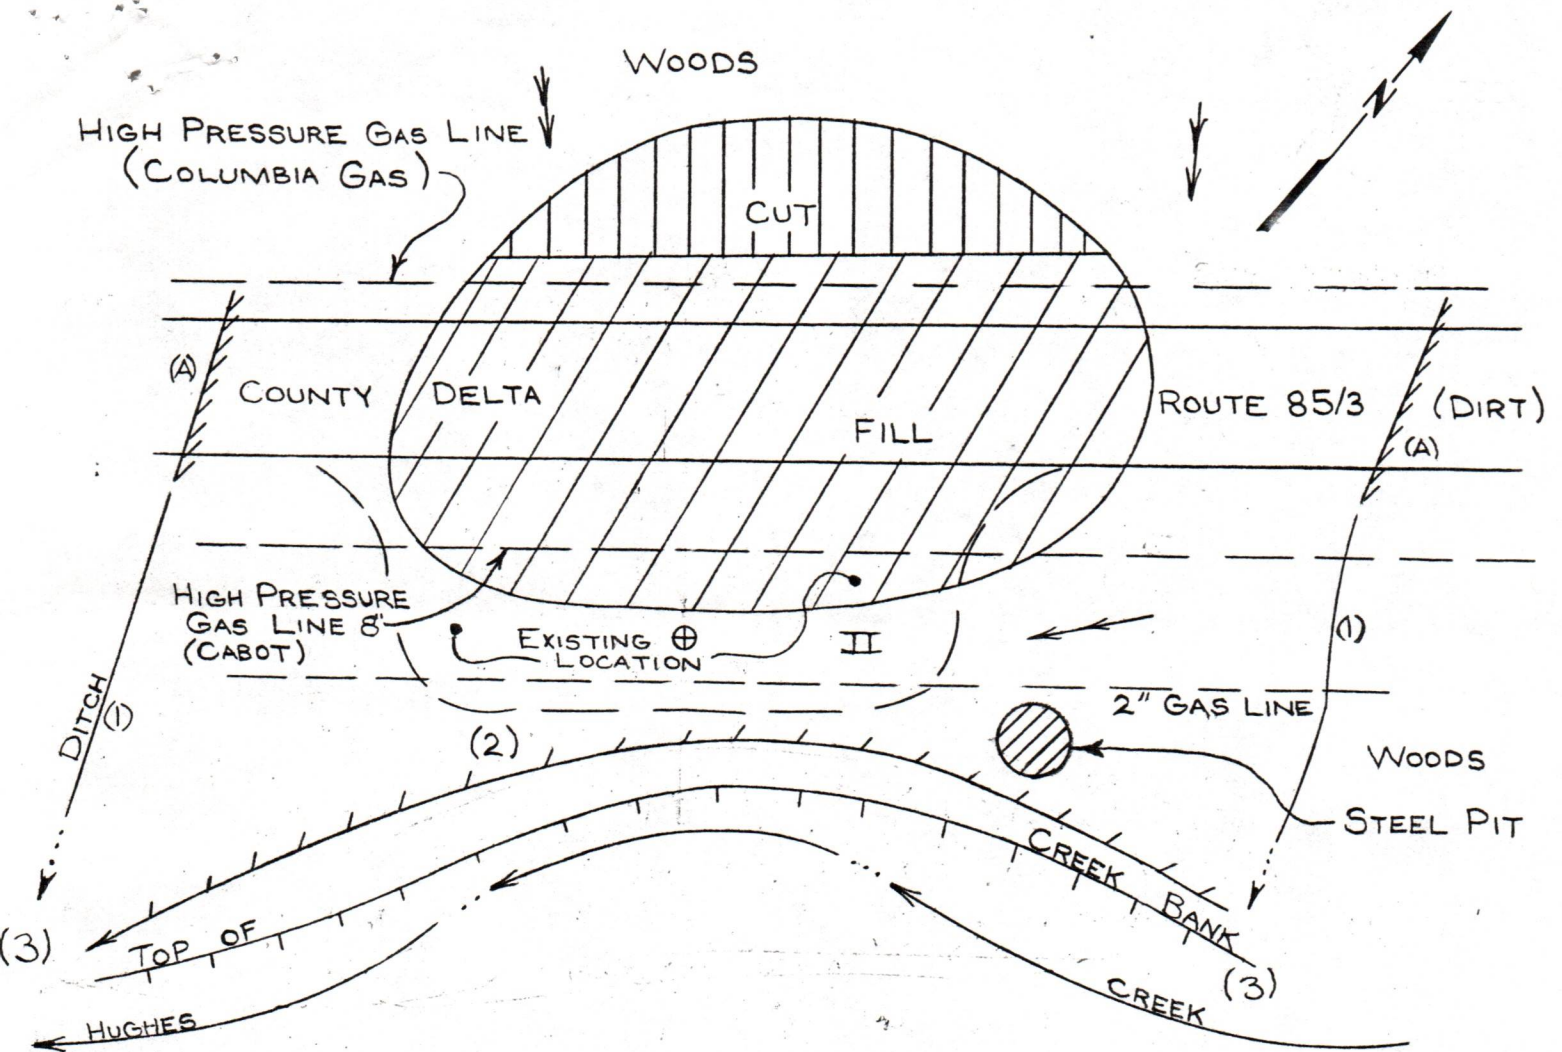 WOODS
N
HIGH PRESSURE GAS LINE
(COLUMBIA GAS)
CUT
(A)
COUNTY
DELTA
FILL
ROUTE 85/3
(DIRT)
(A)
HIGH PRESSURE
GAS LINE 8"
(CABOT)
EXISTING ⊕
LOCATION
II
(1)
DITCH
(1)
2" GAS LINE
(2)
WOODS
STEEL PIT
CREEK
BANK
TOP OF
(3)
(3)
HUGHES
CREEK